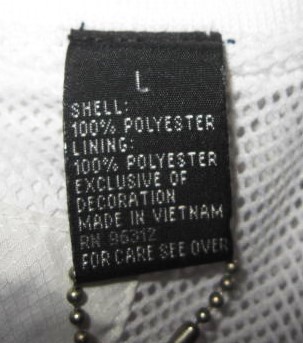 L
SHELL:
100% POLYESTER
LINING:
100% POLYESTER
EXCLUSIVE OF
DECORATION
MADE IN VIETNAM
RN 96312
FOR CARE SEE OVER